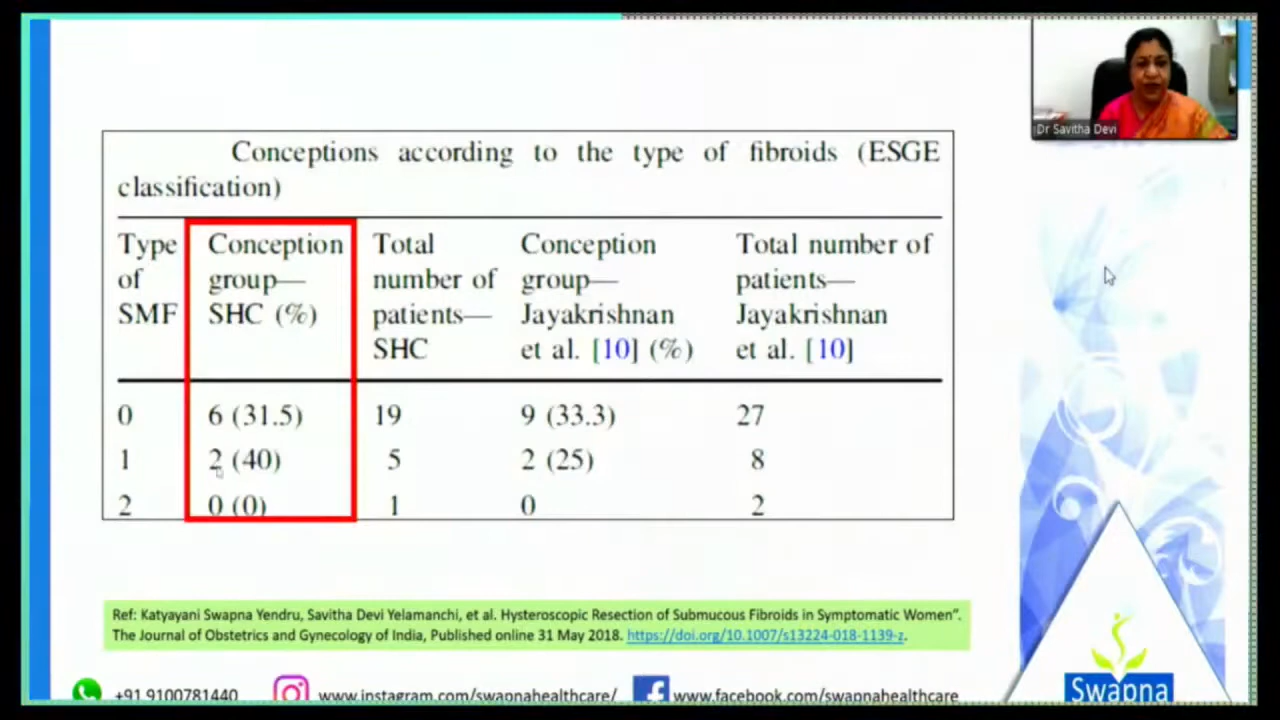 Dr Savitha Devi
Conceptions according to the type of fibroids (ESGE
classification)
Type of SMF
Conception group— SHC (%)
Total number of patients— SHC
Conception group— Jayakrishnan et al. [10] (%)
Total number of patients— Jayakrishnan et al. [10]
0 6 (31.5) 19 9 (33.3) 27
1 2 (40) 5 2 (25) 8
2 0 (0) 1 0 2
Ref: Katyayani Swapna Yendru, Savitha Devi Yelamanchi, et al. Hysteroscopic Resection of Submucous Fibroids in Symptomatic Women”.
The Journal of Obstetrics and Gynecology of India, Published online 31 May 2018. https://doi.org/10.1007/s13224-018-1139-z.
+91 9100781440 www.instagram.com/swapnahealthcare/ www.facebook.com/swapnahealthcare
Swapna